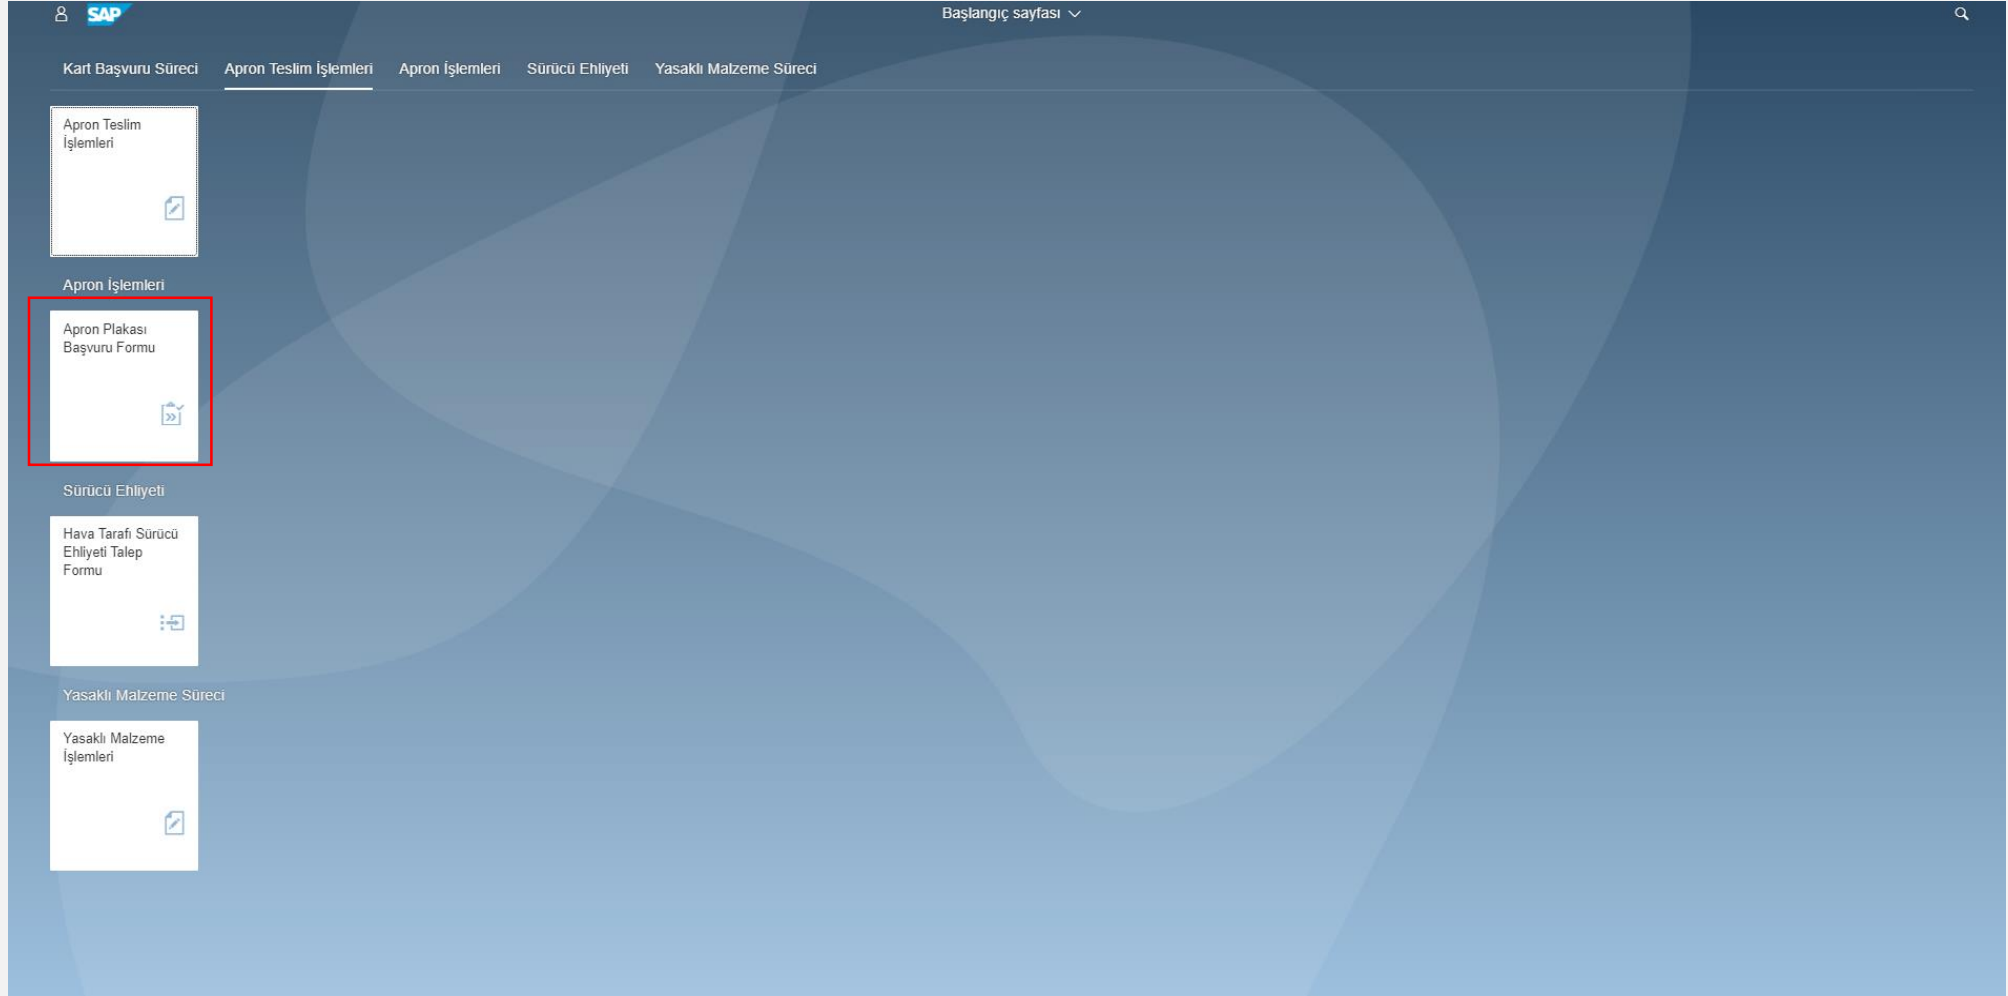 SAP
Başlangıç sayfası
Kart Başvuru Süreci Apron Teslim İşlemleri Apron İşlemleri Sürücü Ehliyeti Yasaklı Malzeme Süreci
Apron Teslim
İşlemleri
Apron İşlemleri
Apron Plakası
Başvuru Formu
Sürücü Ehliyeti
Hava Tarafı Sürücü
Ehliyeti Talep
Formu
Yasaklı Malzeme Süreci
Yasaklı Malzeme
İşlemleri